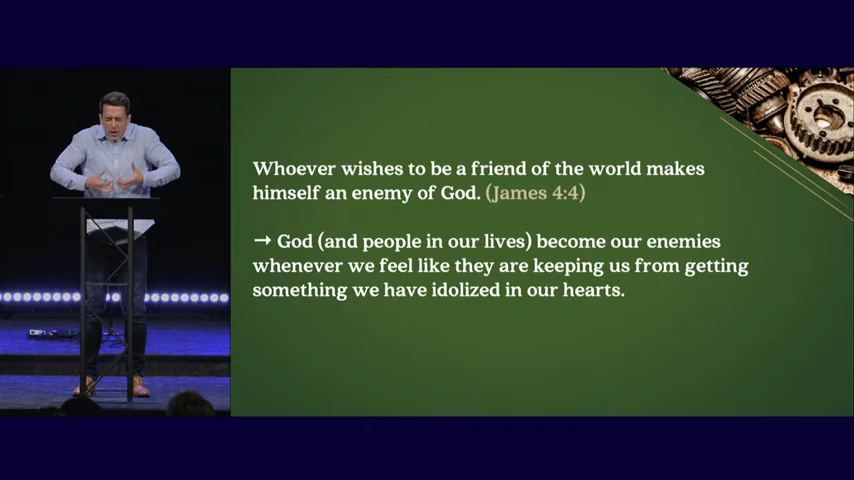 Whoever wishes to be a friend of the world makes
himself an enemy of God. (James 4:4)
→ God (and people in our lives) become our enemies
whenever we feel like they are keeping us from getting
something we have idolized in our hearts.